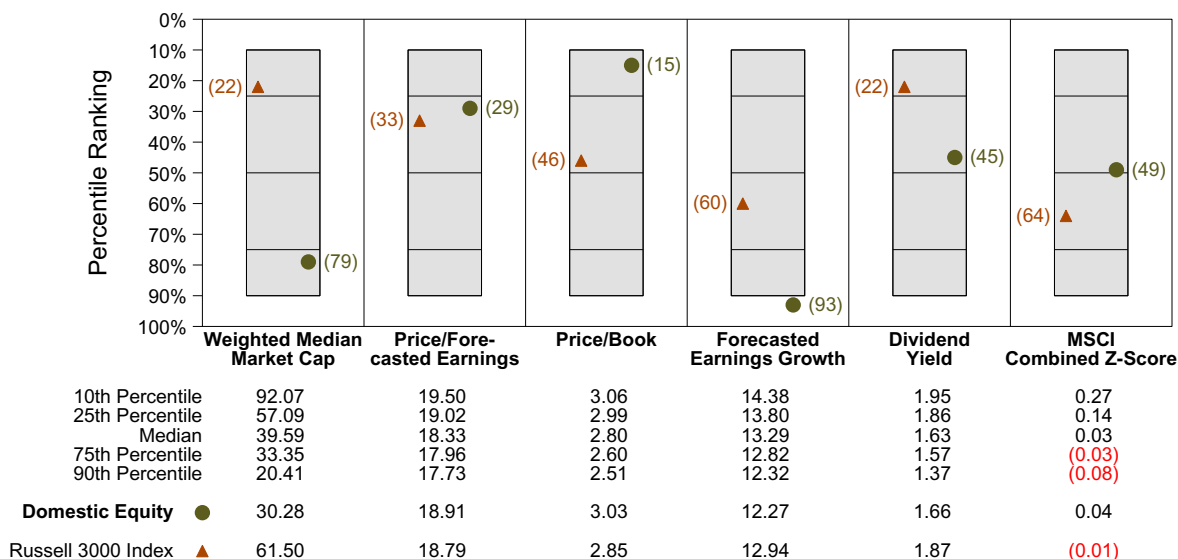 Percentile Ranking
0%
10%
20%
30%
40%
50%
60%
70%
80%
90%
100%
(22)
(79)
(33)
(29)
(46)
(15)
(60)
(93)
(22)
(45)
(64)
(49)
Weighted Median
Market Cap
Price/Fore-
casted Earnings
Price/Book
Forecasted
Earnings Growth
Dividend
Yield
MSCI
Combined Z-Score
10th Percentile 92.07 19.50 3.06 14.38 1.95 0.27
25th Percentile 57.09 19.02 2.99 13.80 1.86 0.14
Median 39.59 18.33 2.80 13.29 1.63 0.03
75th Percentile 33.35 17.96 2.60 12.82 1.57 (0.03)
90th Percentile 20.41 17.73 2.51 12.32 1.37 (0.08)
Domestic Equity 30.28 18.91 3.03 12.27 1.66 0.04
Russell 3000 Index 61.50 18.79 2.85 12.94 1.87 (0.01)